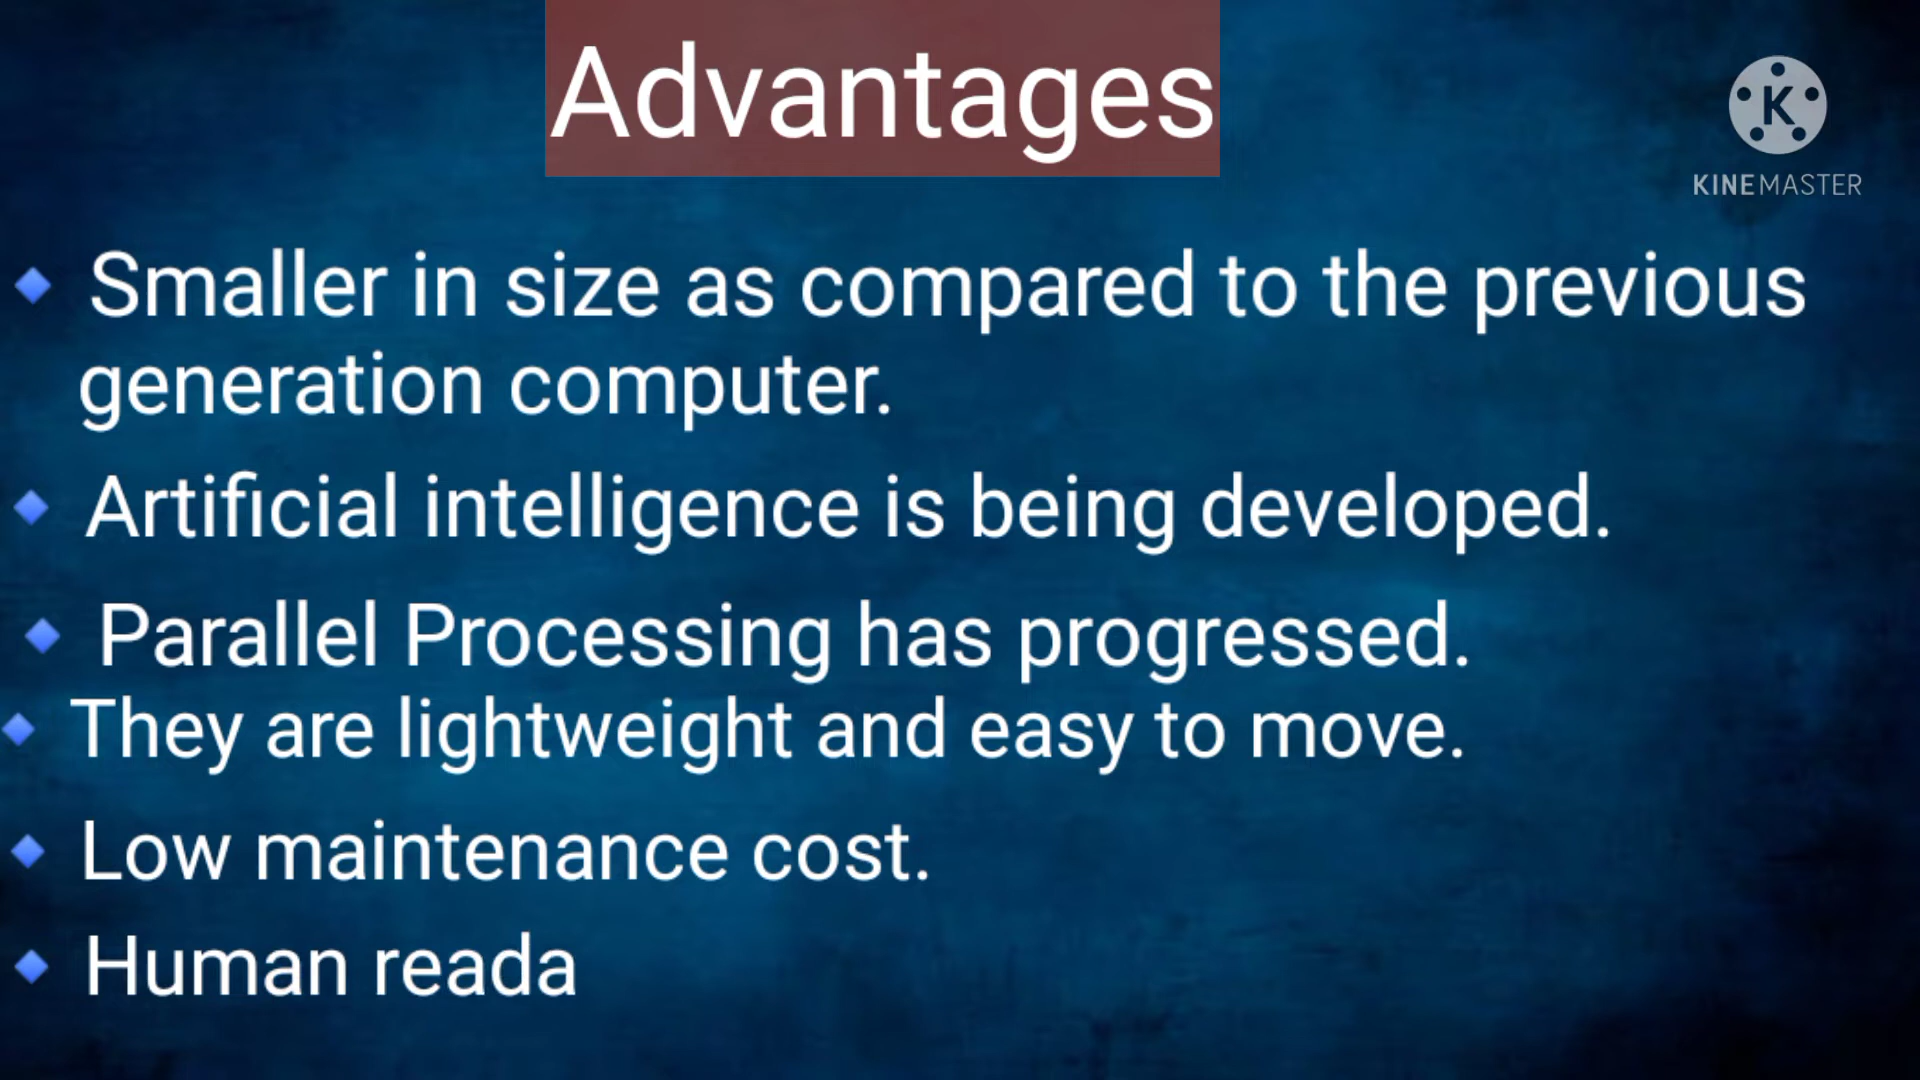 Advantages
K
KINEMASTER
Smaller in size as compared to the previous
generation computer.
Artificial intelligence is being developed.
Parallel Processing has progressed.
They are lightweight and easy to move.
Low maintenance cost.
Human reada